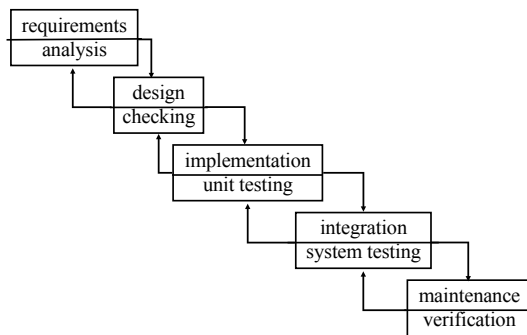 requirements
analysis
design
checking
implementation
unit testing
integration
system testing
maintenance
verification